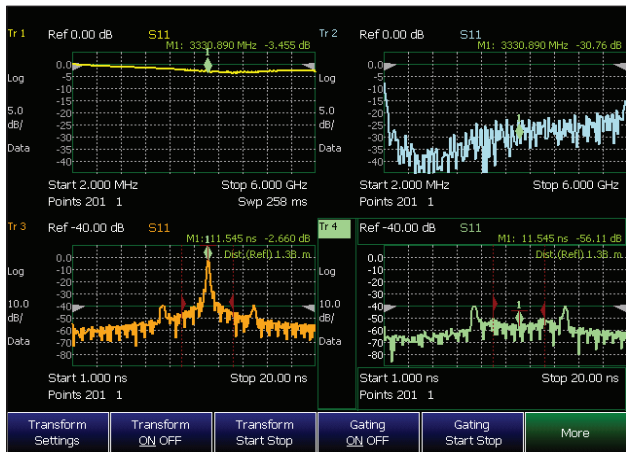 Tr 1 Ref 0.00 dB S11
M1: 3330.890 MHz -3.455 dB
1
Log
5.0
dB/
Data
0.0
-5
-10
-15
-20
-25
-30
-35
-40
Start 2.000 MHz Stop 6.000 GHz
Points 201 1 Swp 258 ms
Tr 2 Ref 0.00 dB S11
M1: 3330.890 MHz -30.76 dB
1
Log
5.0
dB/
Data
0.0
-5
-10
-15
-20
-25
-30
-35
-40
Start 2.000 MHz Stop 6.000 GHz
Points 201 1
Tr 3 Ref -40.00 dB S11
M1: 11.545 ns -2.660 dB
Dist.(Refl) 1.38 m
1
Log
10.0
dB/
Data
0.0
-10
-20
-30
-40
-50
-60
-70
-80
Start 1.000 ns Stop 20.00 ns
Points 201 1
Tr 4 Ref -40.00 dB S11
M1: 11.545 ns -56.11 dB
Dist.(Refl) 1.38 m
1
Log
10.0
dB/
Data
0.0
-10
-20
-30
-40
-50
-60
-70
-80
Start 1.000 ns Stop 20.00 ns
Points 201 1
Transform Settings
Transform ON OFF
Transform Start Stop
Gating ON OFF
Gating Start Stop
More